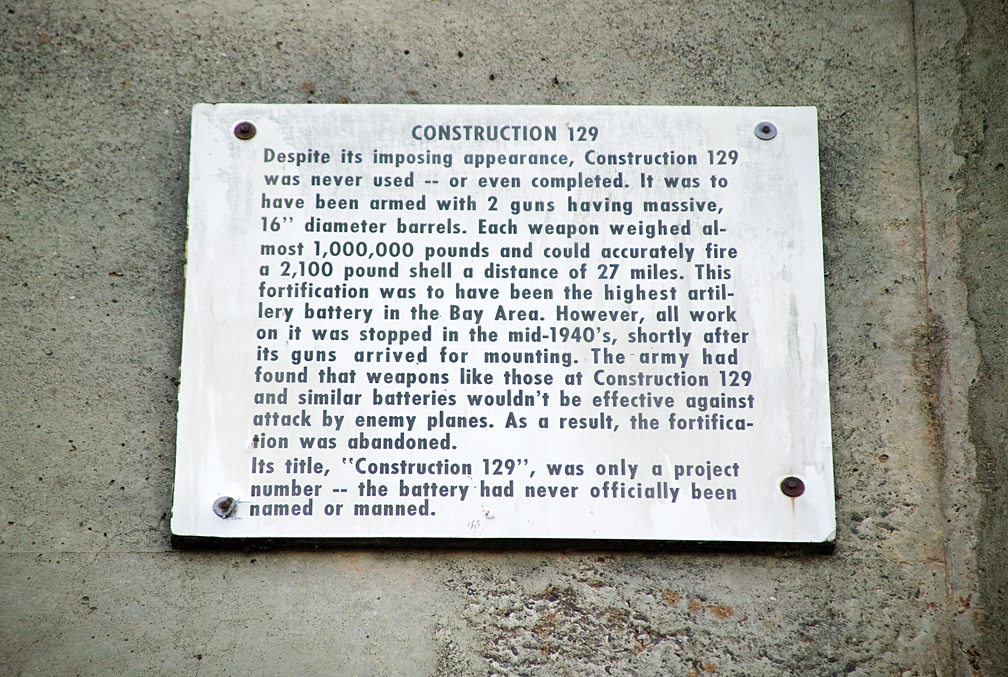 CONSTRUCTION 129
Despite its imposing appearance, Construction 129
was never used -- or even completed. It was to
have been armed with 2 guns having massive,
16” diameter barrels. Each weapon weighed al-
most 1,000,000 pounds and could accurately fire
a 2,100 pound shell a distance of 27 miles. This
fortification was to have been the highest artil-
lery battery in the Bay Area. However, all work
on it was stopped in the mid-1940's, shortly after
its guns arrived for mounting. The army had
found that weapons like those at Construction 129
and similar batteries wouldn't be effective against
attack by enemy planes. As a result, the fortifica-
tion was abandoned.
Its title, “Construction 129”, was only a project
number -- the battery had never officially been
named or manned.